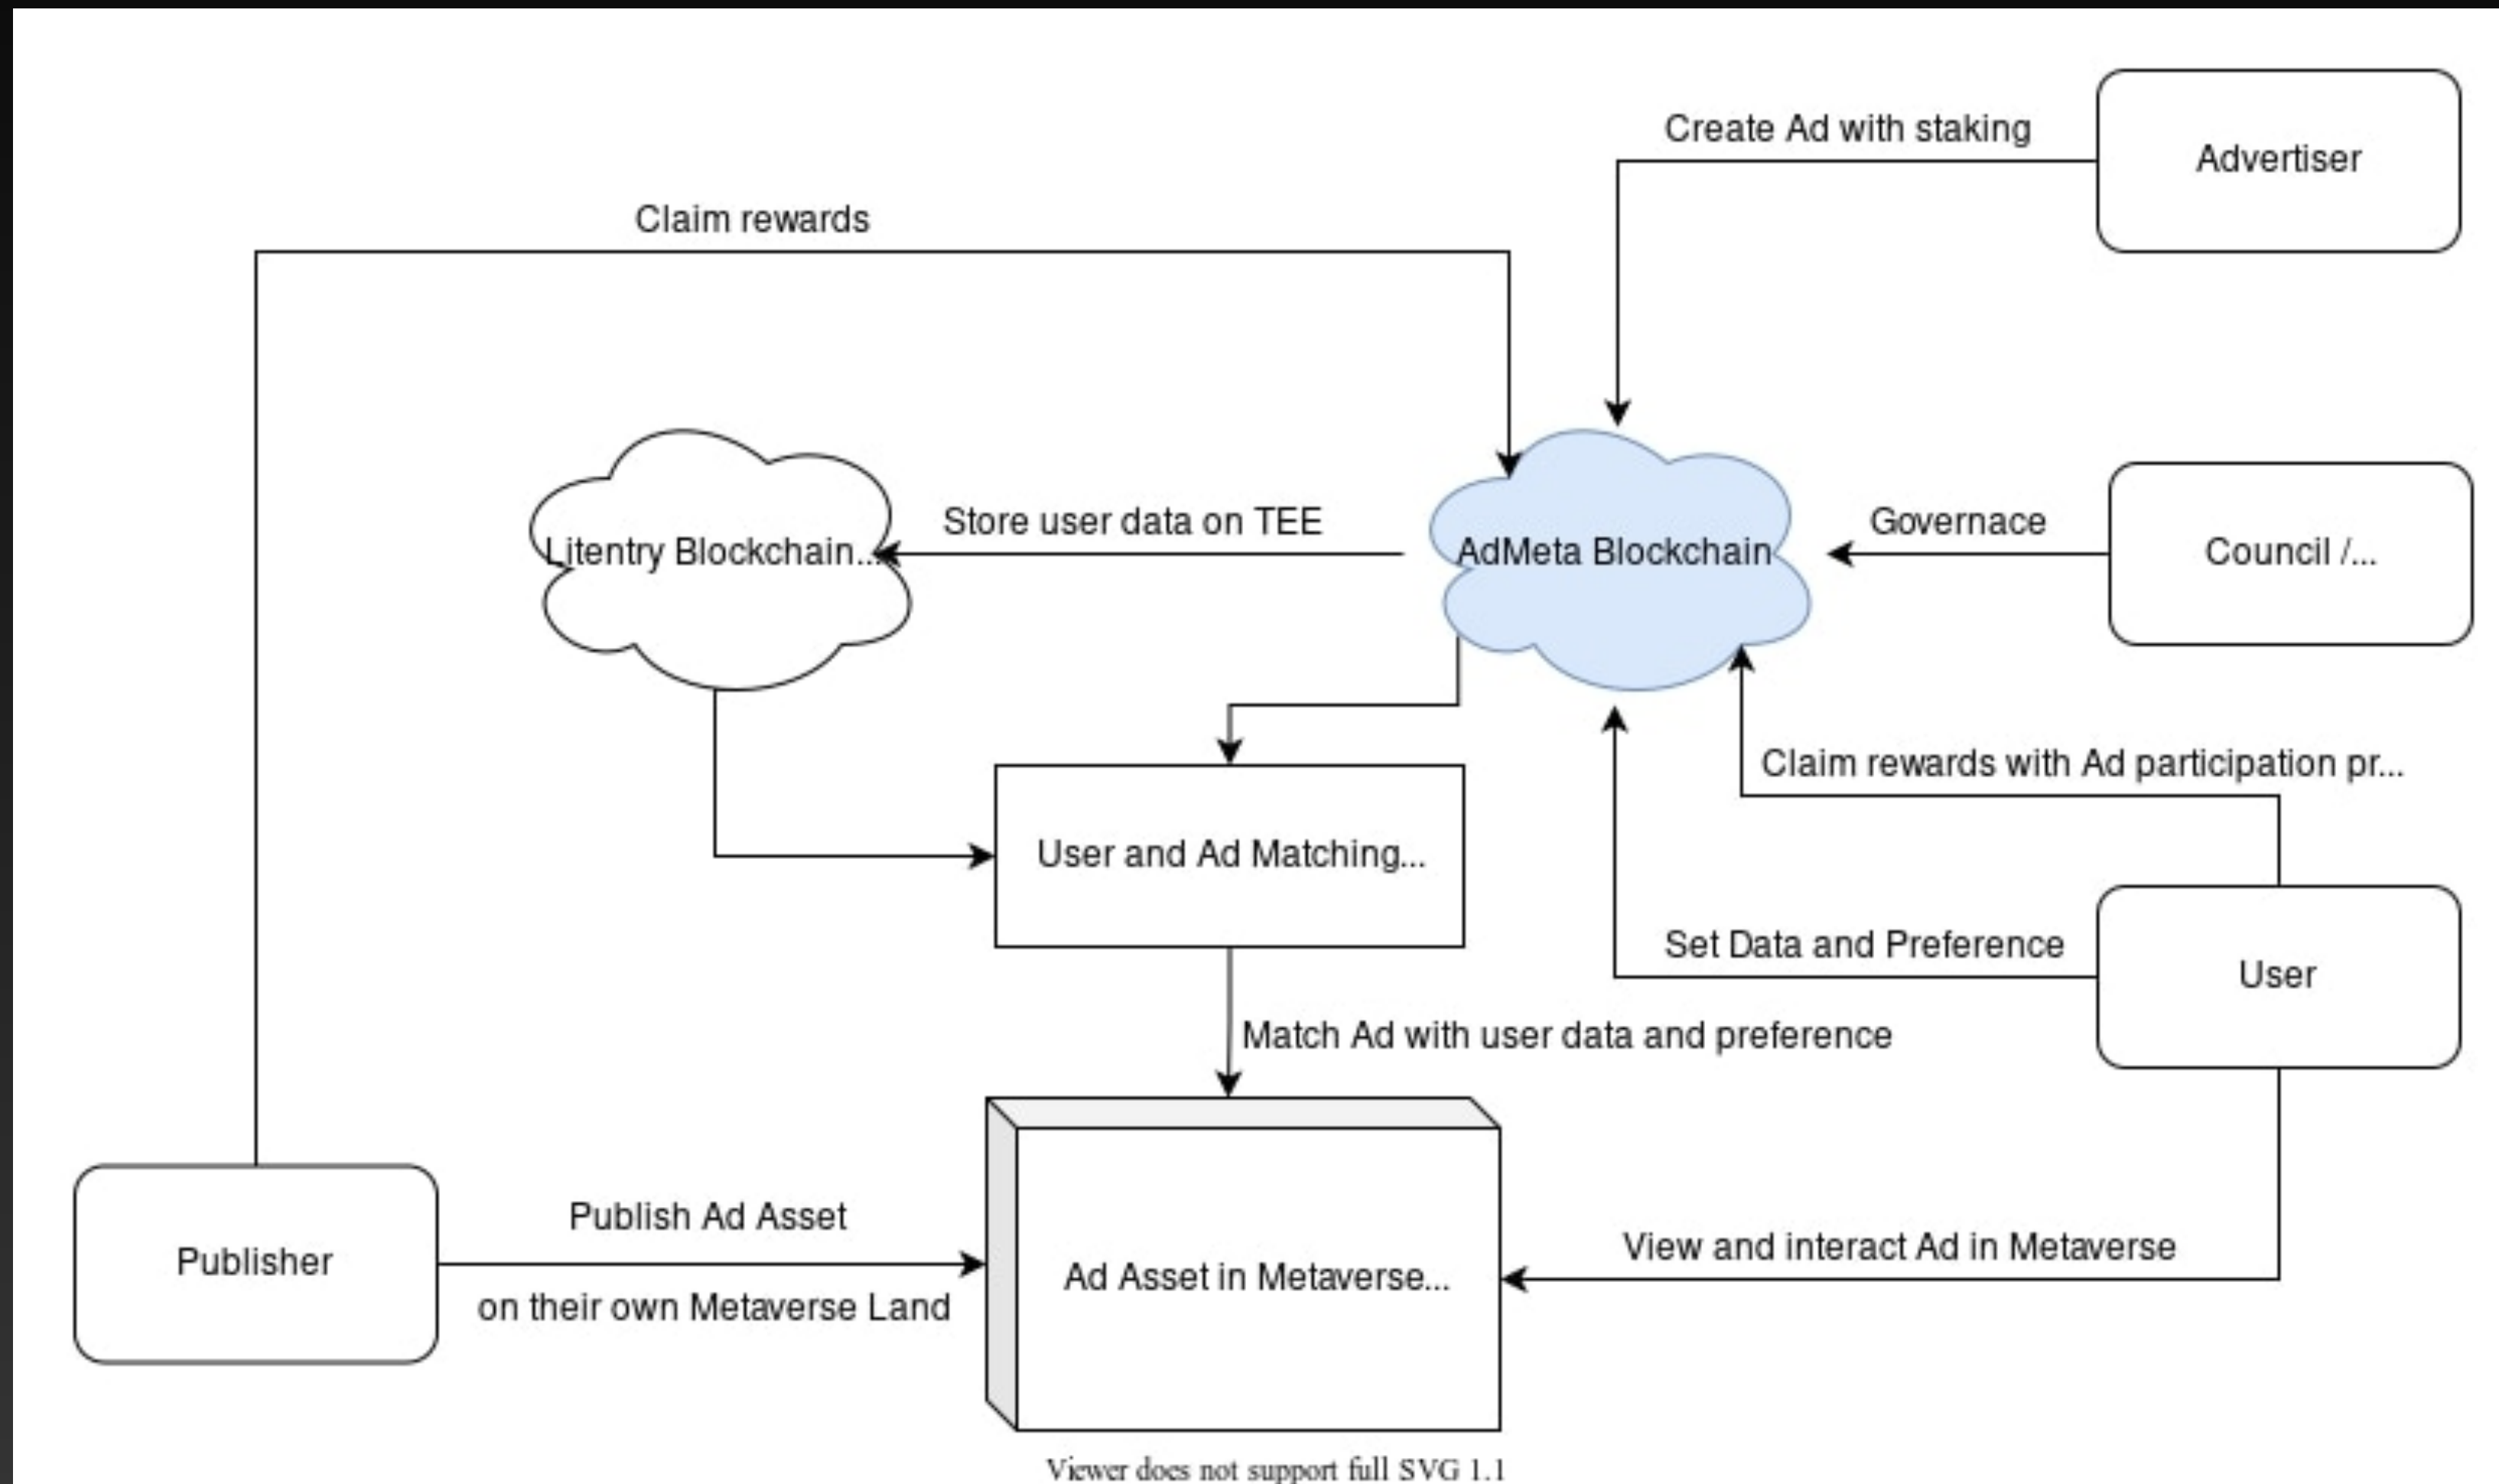 Create Ad with staking
Advertiser
Claim rewards
Store user data on TEE
Governace
Litentry Blockchain...
AdMeta Blockchain
Council /...
Claim rewards with Ad participation pr...
User and Ad Matching...
Set Data and Preference
User
Match Ad with user data and preference
Publish Ad Asset
Publisher
on their own Metaverse Land
Ad Asset in Metaverse...
View and interact Ad in Metaverse
Viewer does not support full SVG 1.1